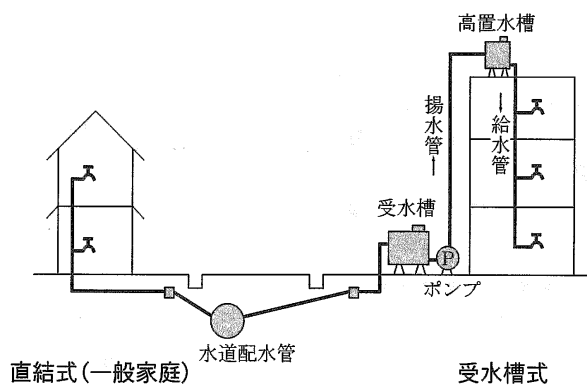 高置水槽
揚水管
給水管
受水槽
P
ポンプ
水道配水管
直結式(一般家庭)
受水槽式